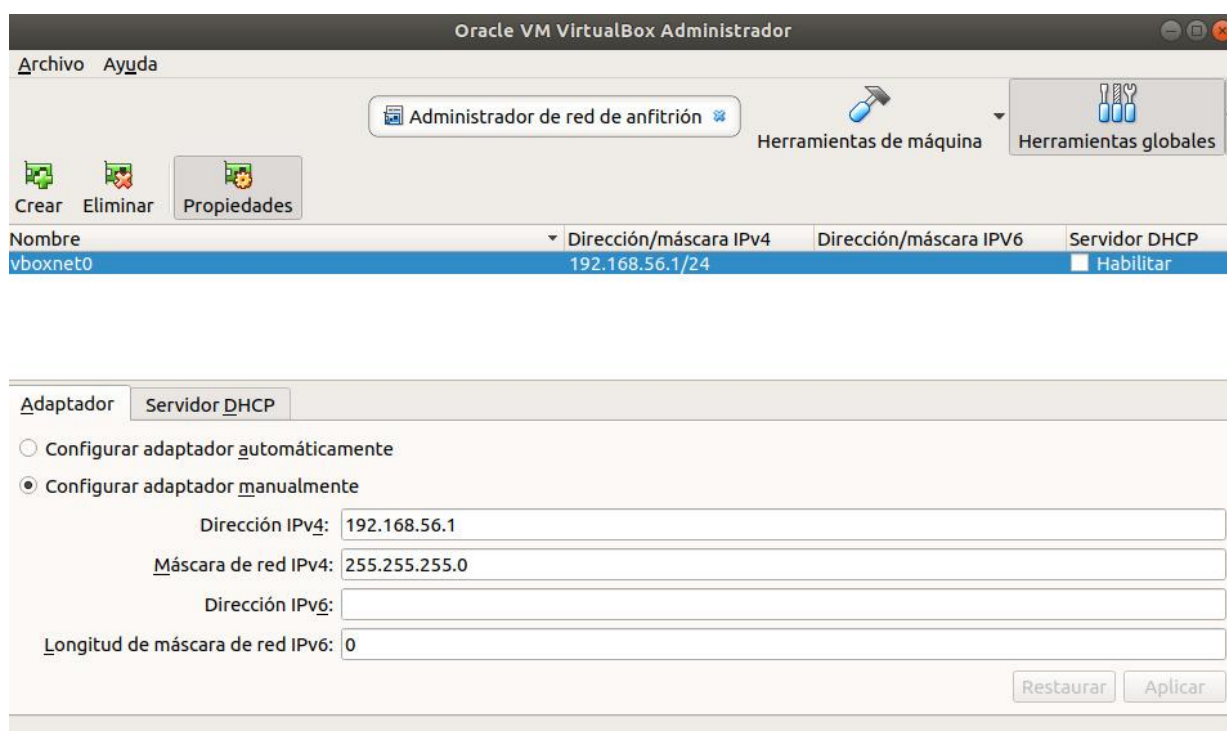 Oracle VM VirtualBox Administrador
Archivo Ayuda
Administrador de red de anfitrión
Herramientas de máquina
Herramientas globales
Crear Eliminar Propiedades
Nombre Dirección/máscara IPv4 Dirección/máscara IPV6 Servidor DHCP
vboxnet0 192.168.56.1/24 Habilitar
Adaptador Servidor DHCP
Configurar adaptador automáticamente
Configurar adaptador manualmente
Dirección IPv4: 192.168.56.1
Máscara de red IPv4: 255.255.255.0
Dirección IPv6:
Longitud de máscara de red IPv6: 0
Restaurar Aplicar